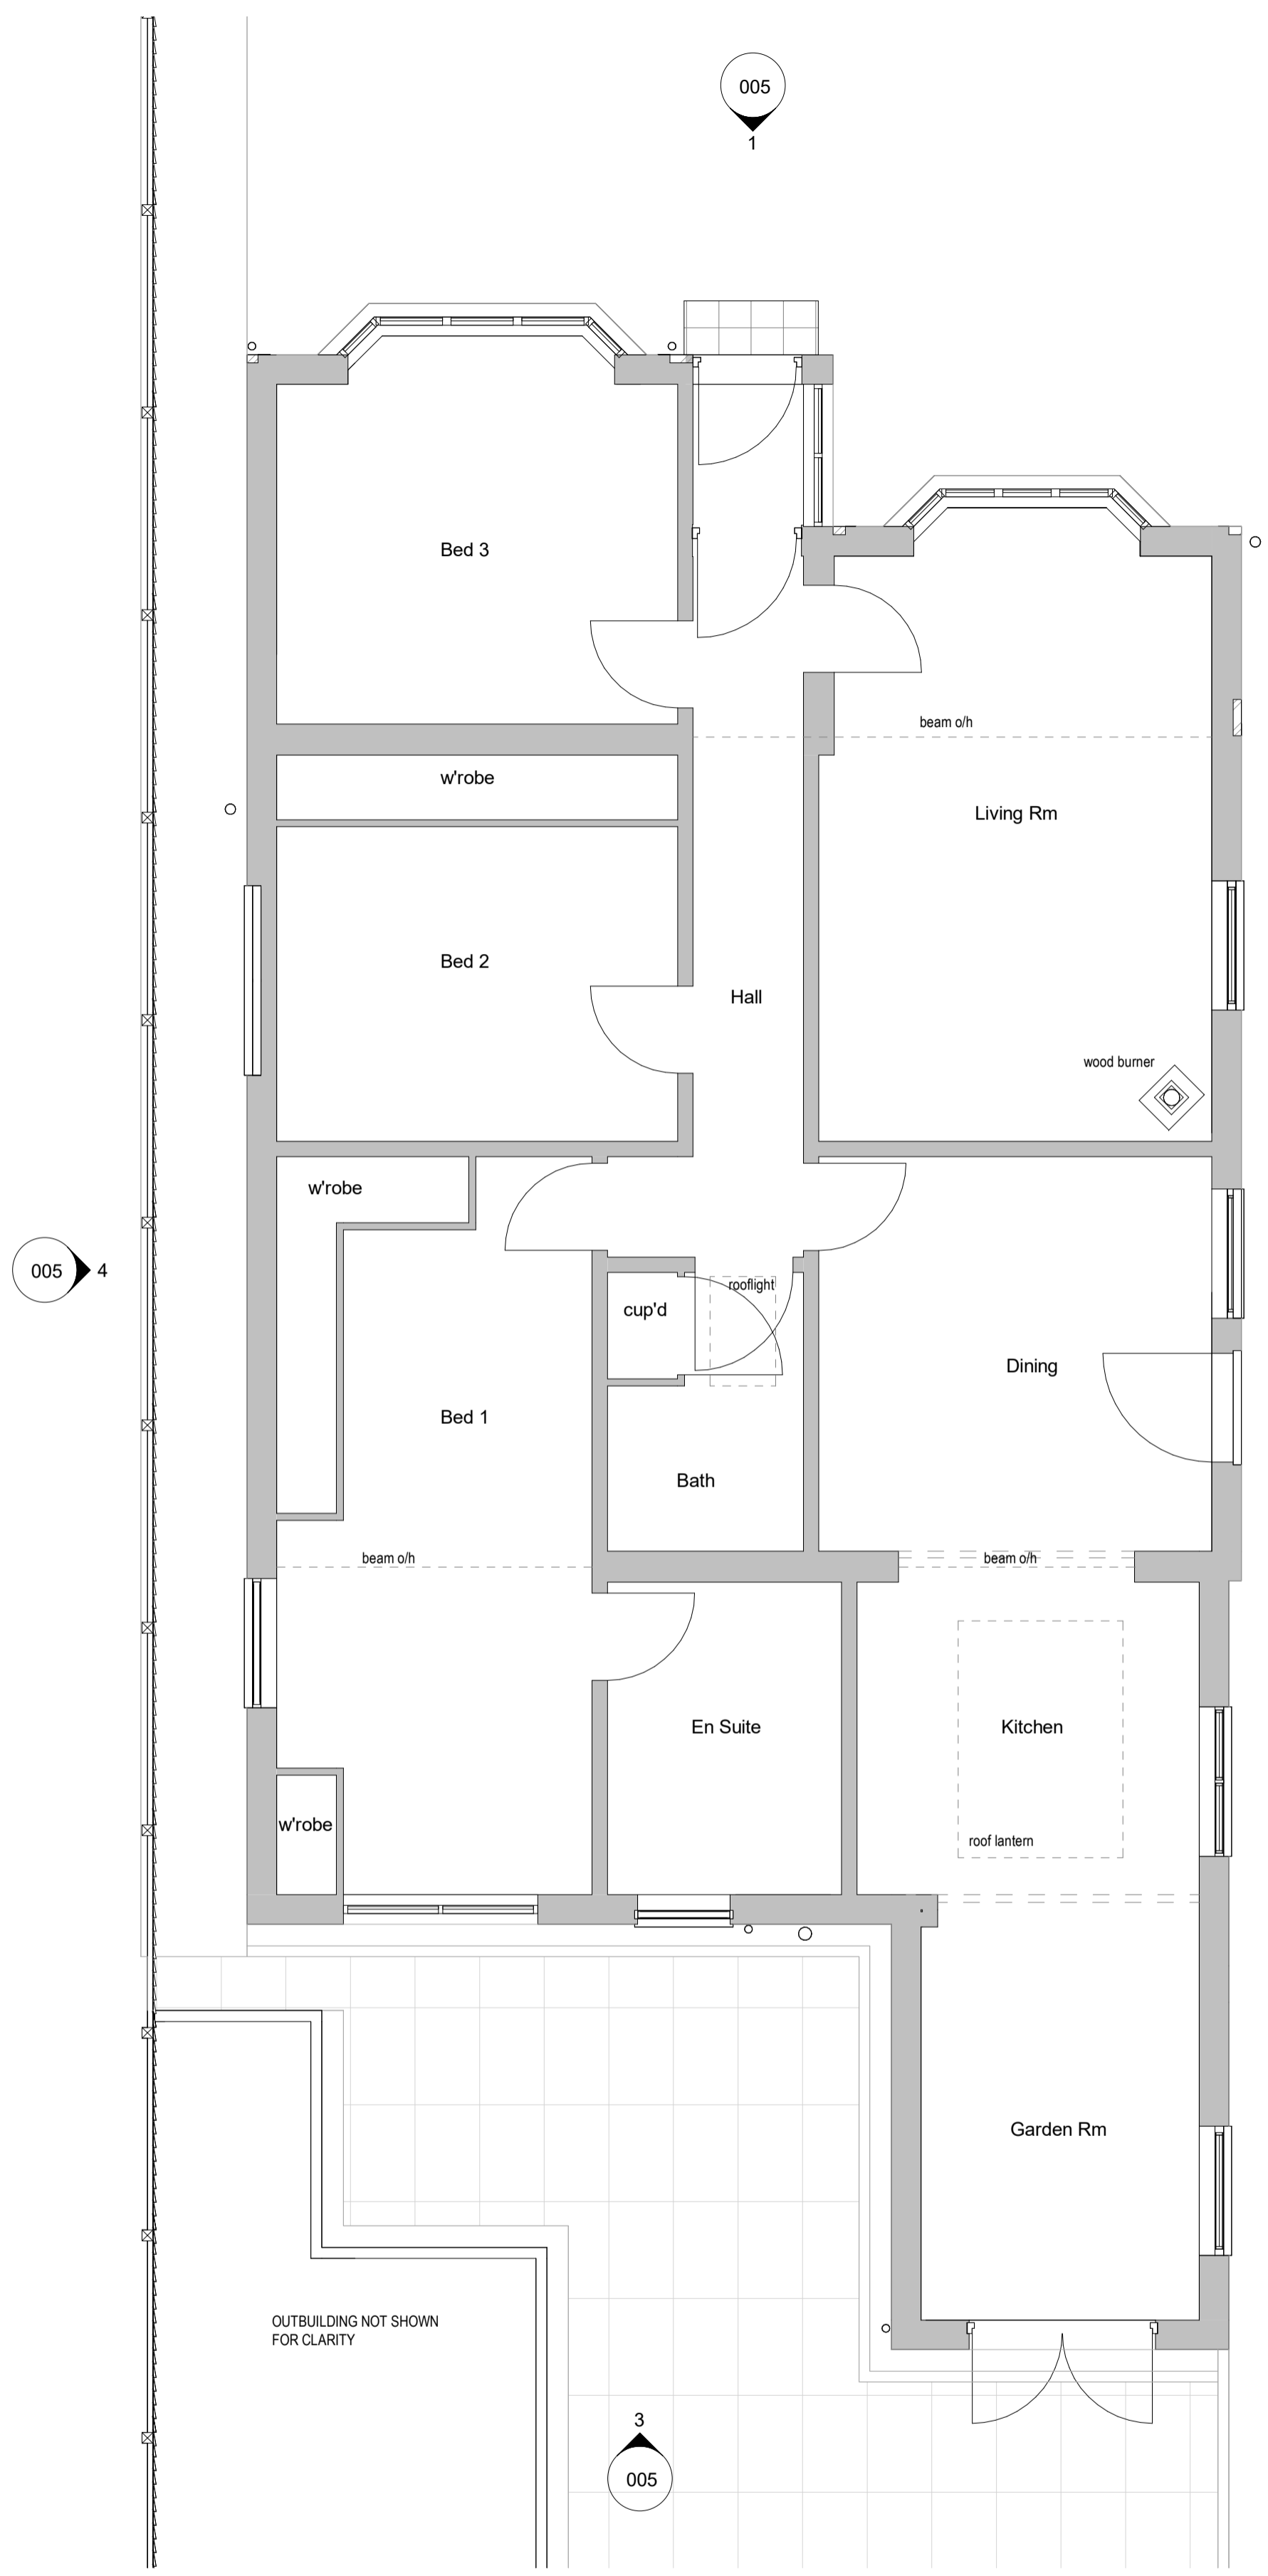 005
1
Bed 3
beam o/h
w'robe
Living Rm
Bed 2
Hall
wood burner
w'robe
005
4
rooflight
cup'd
Dining
Bed 1
Bath
beam o/h
beam o/h
En Suite
Kitchen
w'robe
roof lantern
Garden Rm
OUTBUILDING NOT SHOWN
FOR CLARITY
3
005